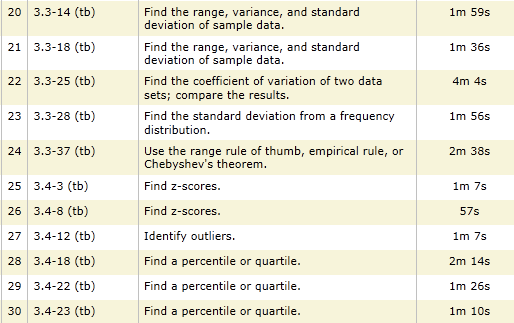 20 3.3-14 (tb) Find the range, variance, and standard 1m 59s
deviation of sample data.
21 3.3-18 (tb) Find the range, variance, and standard 1m 36s
deviation of sample data.
22 3.3-25 (tb) Find the coefficient of variation of two data 4m 4s
sets; compare the results.
23 3.3-28 (tb) Find the standard deviation from a frequency 1m 56s
distribution.
24 3.3-37 (tb) Use the range rule of thumb, empirical rule, or 2m 38s
Chebyshev's theorem.
25 3.4-3 (tb) Find z-scores. 1m 7s
26 3.4-8 (tb) Find z-scores. 57s
27 3.4-12 (tb) Identify outliers. 1m 7s
28 3.4-18 (tb) Find a percentile or quartile. 2m 14s
29 3.4-22 (tb) Find a percentile or quartile. 1m 26s
30 3.4-23 (tb) Find a percentile or quartile. 1m 10s